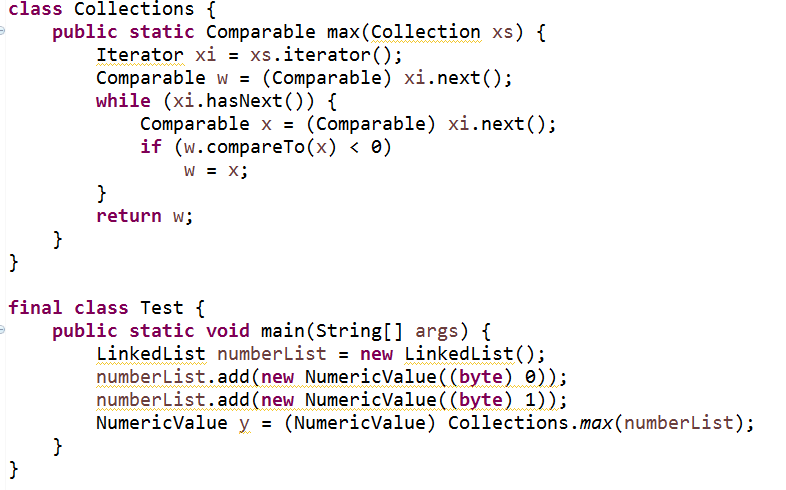 class Collections {
    public static Comparable max(Collection xs) {
        Iterator xi = xs.iterator();
        Comparable w = (Comparable) xi.next();
        while (xi.hasNext()) {
            Comparable x = (Comparable) xi.next();
            if (w.compareTo(x) < 0)
                w = x;
        }
        return w;
    }
}

final class Test {
    public static void main(String[] args) {
        LinkedList numberList = new LinkedList();
        numberList.add(new NumericValue((byte) 0));
        numberList.add(new NumericValue((byte) 1));
        NumericValue y = (NumericValue) Collections.max(numberList);
    }
}